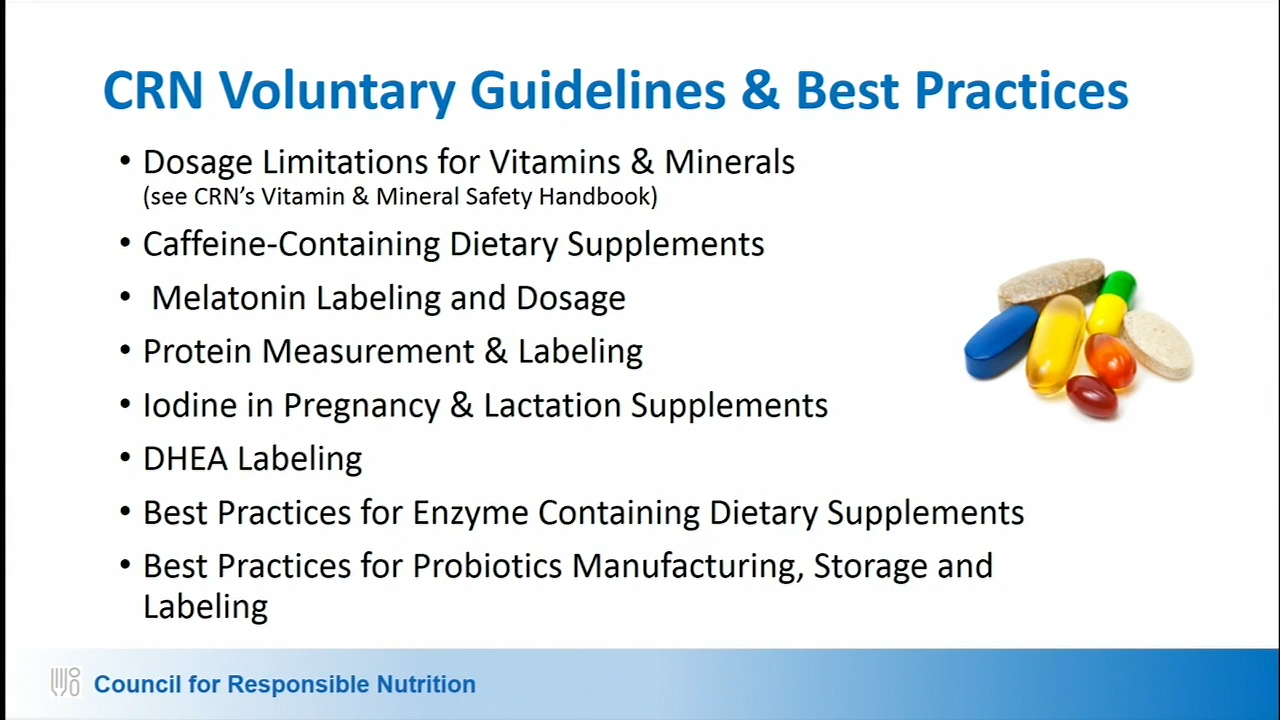 CRN Voluntary Guidelines & Best Practices
• Dosage Limitations for Vitamins & Minerals
(see CRN's Vitamin & Mineral Safety Handbook)
• Caffeine-Containing Dietary Supplements
• Melatonin Labeling and Dosage
• Protein Measurement & Labeling
• Iodine in Pregnancy & Lactation Supplements
• DHEA Labeling
• Best Practices for Enzyme Containing Dietary Supplements
• Best Practices for Probiotics Manufacturing, Storage and
Labeling
Council for Responsible Nutrition